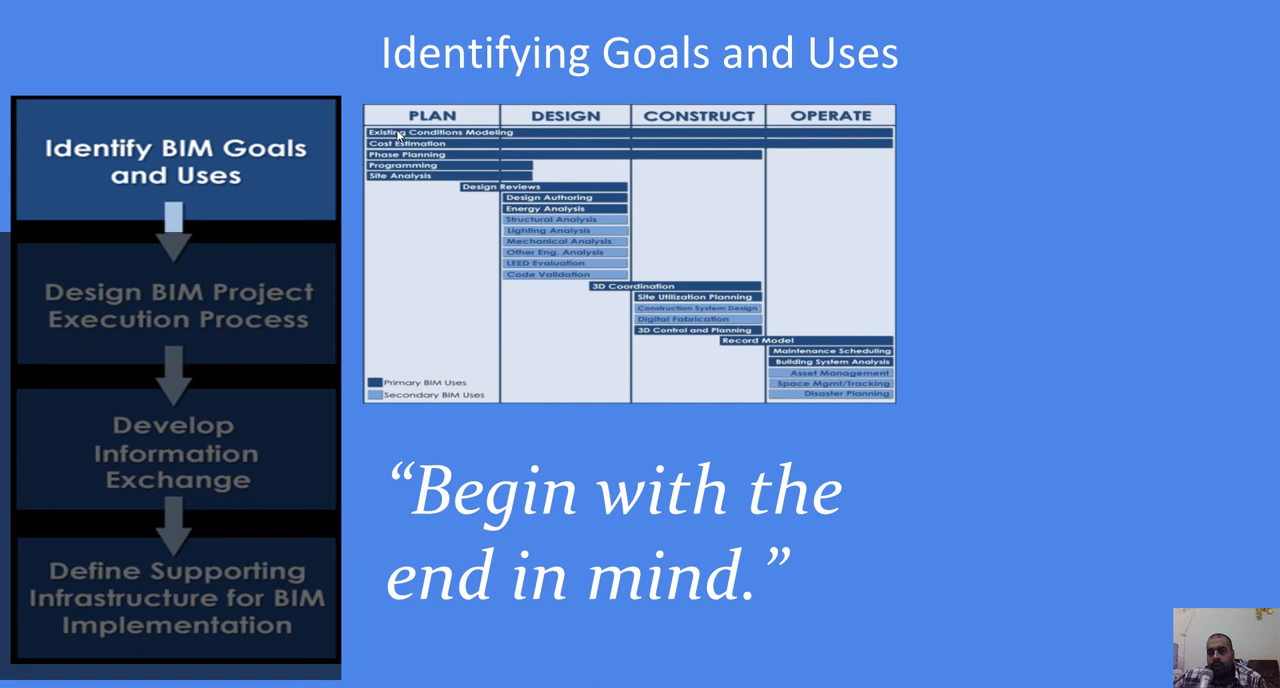 Identifying Goals and Uses
Identify BIM Goals
and Uses
Design BIM Project
Execution Process
Develop
Information
Exchange
Define Supporting
Infrastructure for BIM
Implementation
PLAN DESIGN CONSTRUCT OPERATE
Existing Conditions Modeling
Cost Estimation
Phase Planning
Programming
Site Analysis
Design Reviews
Design Authoring
Energy Analysis
Structural Analysis
Lighting Analysis
Mechanical Analysis
Other Eng. Analysis
LEED Evaluation
Code Validation
3D Coordination
Site Utilization Planning
Construction System Design
Digital Fabrication
3D Control and Planning
Record Model
Maintenance Scheduling
Building System Analysis
Asset Management
Space Mgmt/Tracking
Disaster Planning
Primary BIM Uses
Secondary BIM Uses
“Begin with the
end in mind.”